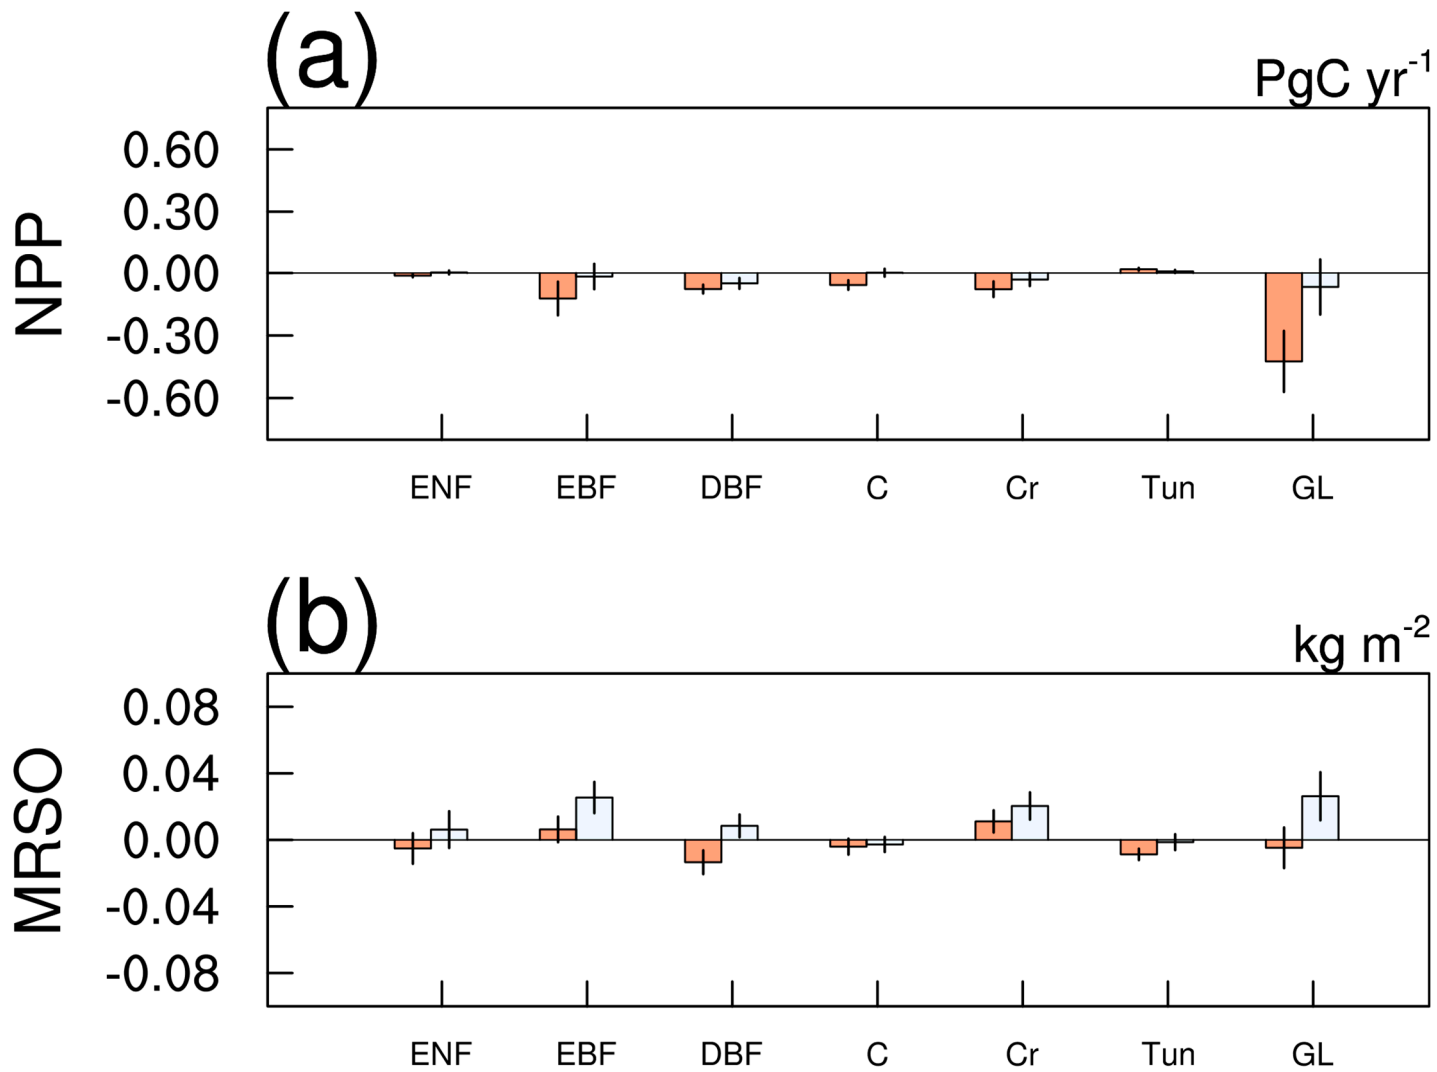 (a)
PgC yr-1
NPP
0.60
0.30
0.00
-0.30
-0.60
ENF EBF DBF C Cr Tun GL
(b)
kg m-2
MRSO
0.08
0.04
0.00
-0.04
-0.08
ENF EBF DBF C Cr Tun GL